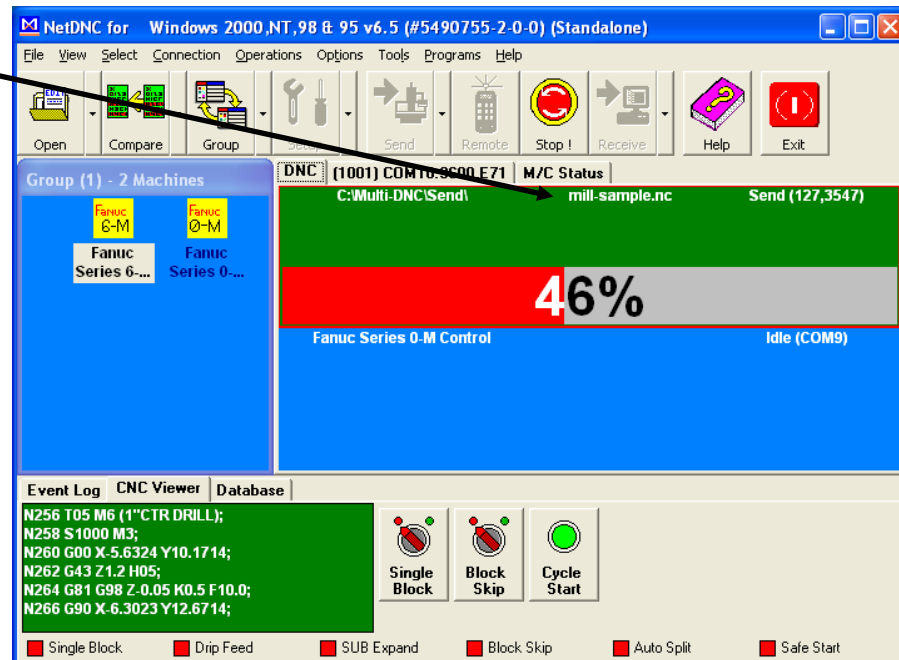 NetDNC for Windows 2000,NT,98 & 95 v6.5 (#5490755-2-0-0) (Standalone)
File View Select Connection Operations Options Tools Programs Help
Open Compare Group Setup Send Remote Stop ! Receive Help Exit
Group (1) - 2 Machines
Fanuc 6-M Fanuc 0-M
Fanuc Series 6-... Fanuc Series 0-...
DNC (1001) COM10:9600 E71 M/C Status
C:\Multi-DNC\Send\ mill-sample.nc Send (127,3547)
46%
Fanuc Series 0-M Control Idle (COM9)
Event Log CNC Viewer Database
N256 T05 M6 (1"CTR DRILL);
N258 S1000 M3;
N260 G00 X-5.6324 Y10.1714;
N262 G43 Z1.2 H05;
N264 G81 G98 Z-0.05 K0.5 F10.0;
N266 G90 X-6.3023 Y12.6714;
Single Block Block Skip Cycle Start
Single Block Drip Feed SUB Expand Block Skip Auto Split Safe Start